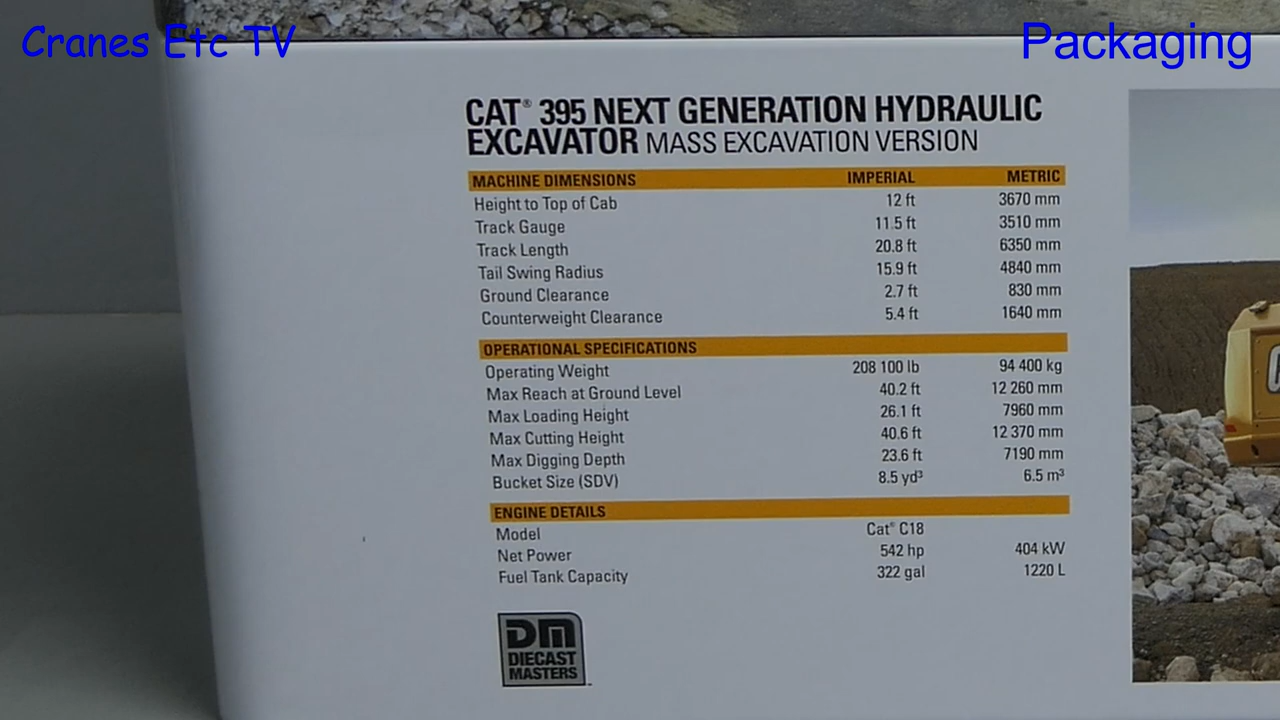 Cranes Etc TV
Packaging
CAT® 395 NEXT GENERATION HYDRAULIC
EXCAVATOR MASS EXCAVATION VERSION
MACHINE DIMENSIONS IMPERIAL METRIC
Height to Top of Cab 12 ft 3670 mm
Track Gauge 11.5 ft 3510 mm
Track Length 20.8 ft 6350 mm
Tail Swing Radius 15.9 ft 4840 mm
Ground Clearance 2.7 ft 830 mm
Counterweight Clearance 5.4 ft 1640 mm
OPERATIONAL SPECIFICATIONS
Operating Weight 208 100 lb 94 400 kg
Max Reach at Ground Level 40.2 ft 12 260 mm
Max Loading Height 26.1 ft 7960 mm
Max Cutting Height 40.6 ft 12 370 mm
Max Digging Depth 23.6 ft 7190 mm
Bucket Size (SDV) 8.5 yd³ 6.5 m³
ENGINE DETAILS
Model Cat® C18
Net Power 542 hp 404 kW
Fuel Tank Capacity 322 gal 1220 L
DM
DIECAST
MASTERS